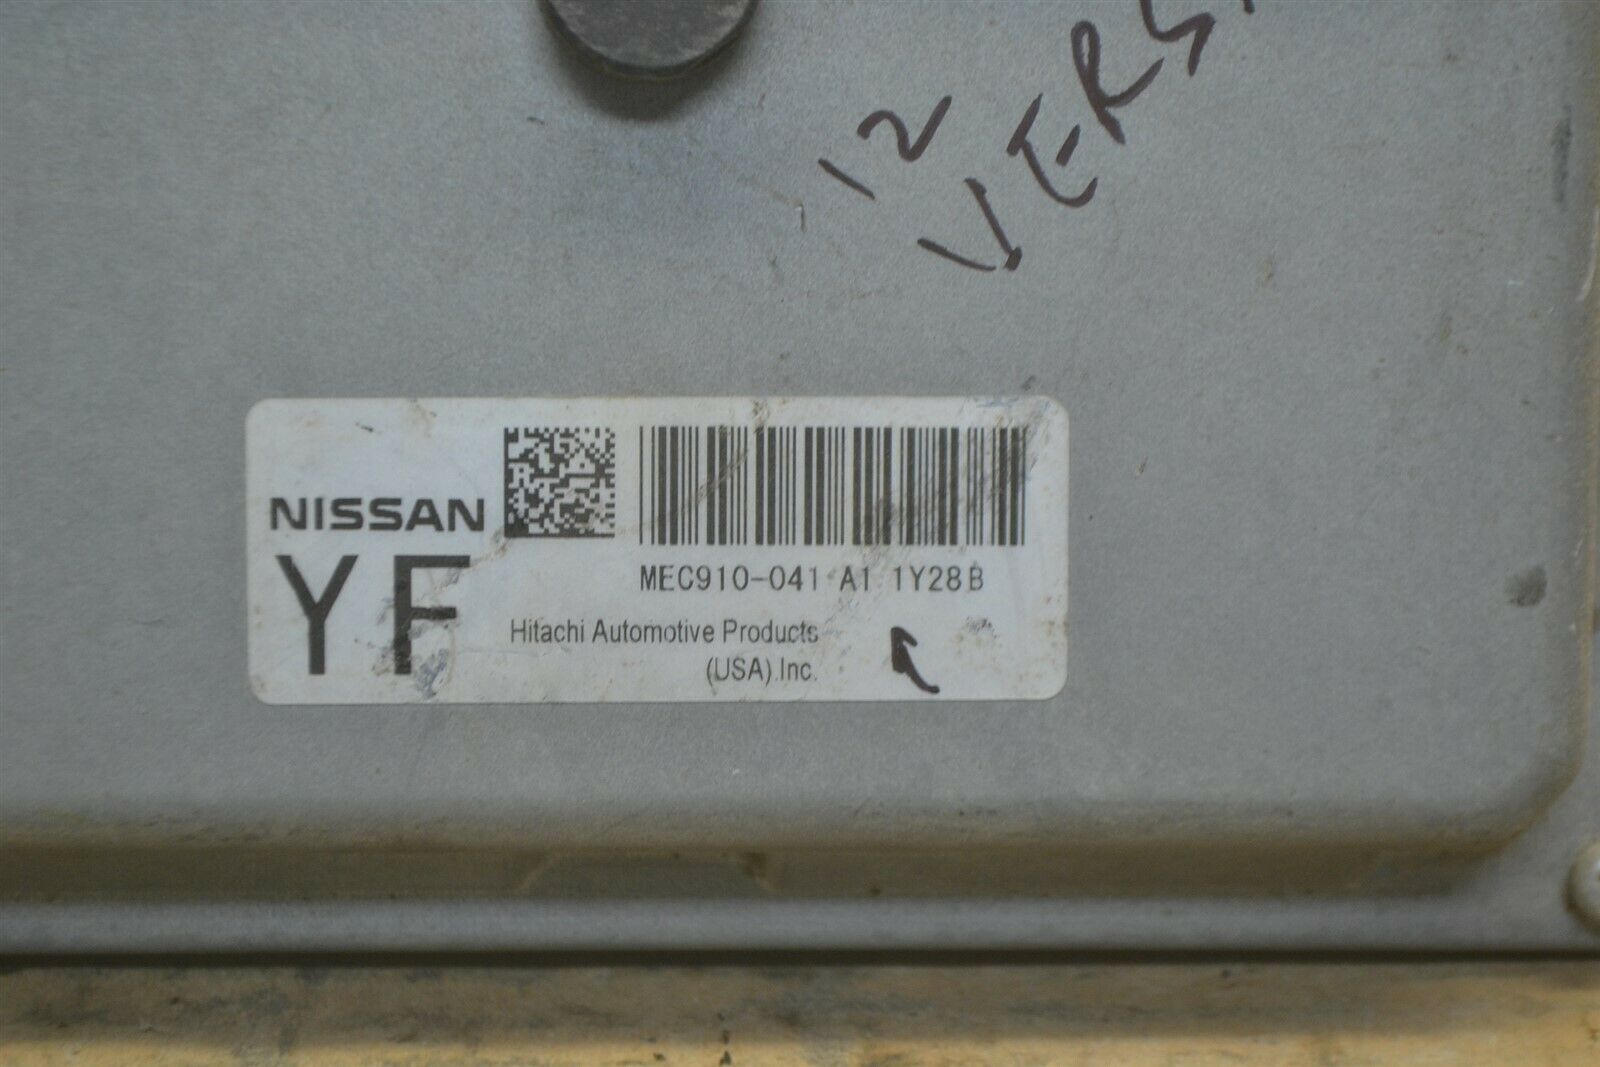 12
VERS
NISSAN
YF
MEC910-041 A1 1Y28B
Hitachi Automotive Products
(USA).Inc.